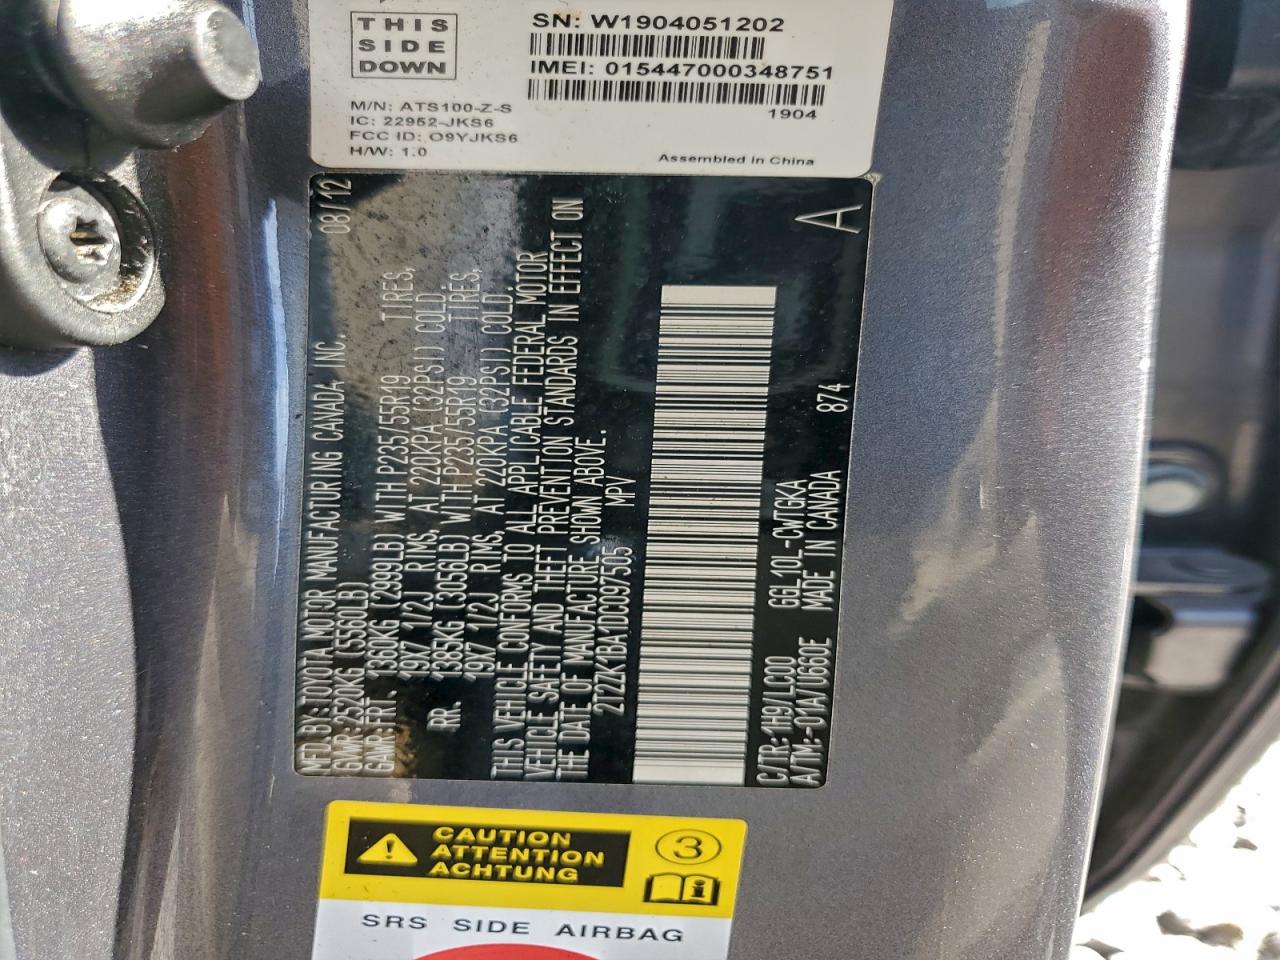 THIS
SIDE
DOWN
SN: W1904051202
IMEI: 015447000348751
1904
M/N: ATS100-Z-S
IC: 22952-JKS6
FCC ID: O9YJKS6
H/W: 1.0
Assembled in China
MFD. BY: TOYOTA MOTOR MANUFACTURING CANADA INC. 08/12
GVWR: 2520KG (5560LB)
GAWR: FRT. 1360KG (2999LB) WITH P235/55R19 TIRES,
19X7 1/2J RIMS, AT 220KPA (32PSI) COLD.
RR. 1385KG (3056LB) WITH P235/55R19 TIRES,
19X7 1/2J RIMS, AT 220KPA (32PSI) COLD.
THIS VEHICLE CONFORMS TO ALL APPLICABLE FEDERAL MOTOR
VEHICLE SAFETY AND THEFT PREVENTION STANDARDS IN EFFECT ON
THE DATE OF MANUFACTURE SHOWN ABOVE.
2T2ZK1BA1DC097505 MPV
C/TR: 1H9/LC00 GGL10L-CWTGKA 874 A
A/TM: -01A/U660E MADE IN CANADA
CAUTION
ATTENTION
ACHTUNG
3
i
SRS SIDE AIRBAG